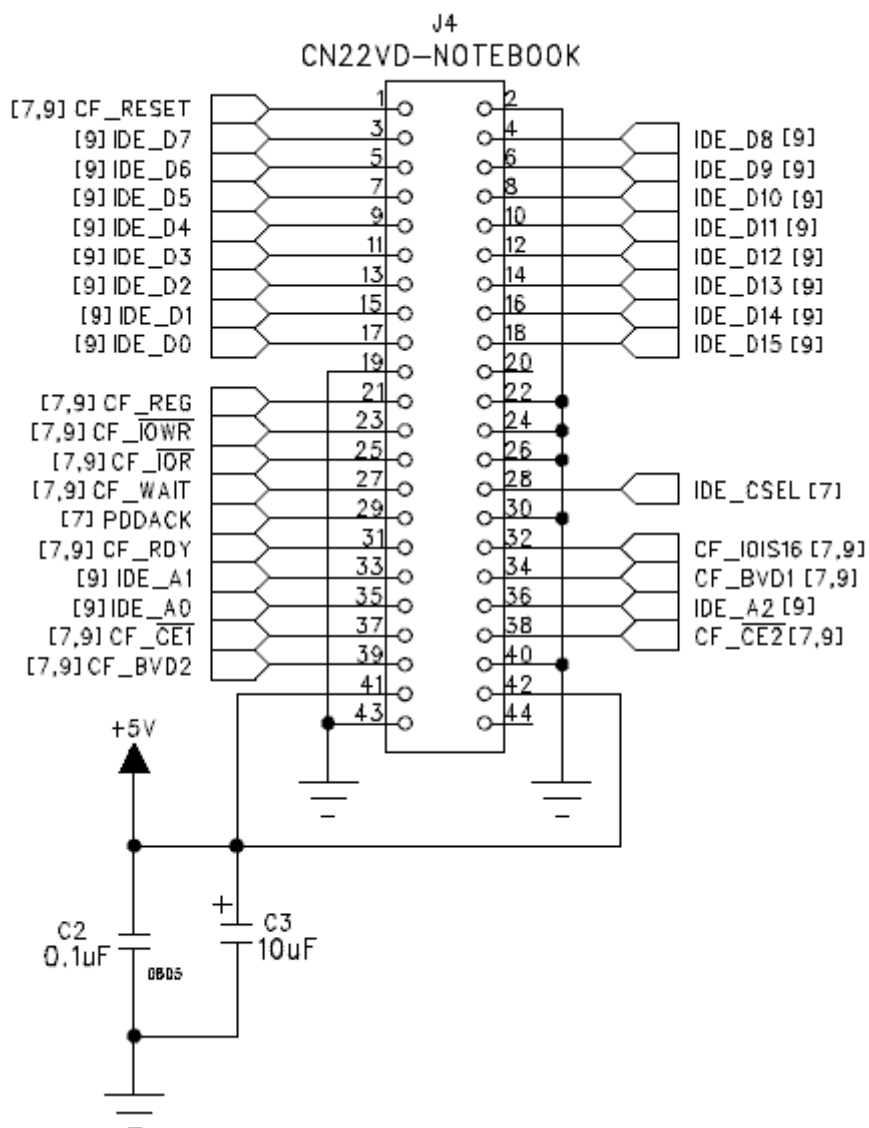 J4
CN22VD-NOTEBOOK
[7,9] CF_RESET 1 2
[9] IDE_D7 3 4 IDE_D8 [9]
[9] IDE_D6 5 6 IDE_D9 [9]
[9] IDE_D5 7 8 IDE_D10 [9]
[9] IDE_D4 9 10 IDE_D11 [9]
[9] IDE_D3 11 12 IDE_D12 [9]
[9] IDE_D2 13 14 IDE_D13 [9]
[9] IDE_D1 15 16 IDE_D14 [9]
[9] IDE_D0 17 18 IDE_D15 [9]
19 20
[7,9] CF_REG 21 22
[7,9] CF_IOWR 23 24
[7,9] CF_IOR 25 26
[7,9] CF_WAIT 27 28 IDE_CSEL [7]
[7] PDDACK 29 30
[7,9] CF_RDY 31 32 CF_IOIS16 [7,9]
[9] IDE_A1 33 34 CF_BVD1 [7,9]
[9] IDE_A0 35 36 IDE_A2 [9]
[7,9] CF_CE1 37 38 CF_CE2 [7,9]
[7,9] CF_BVD2 39 40
41 42
43 44
+5V
+
C2
0.1uF
0805
C3
10uF